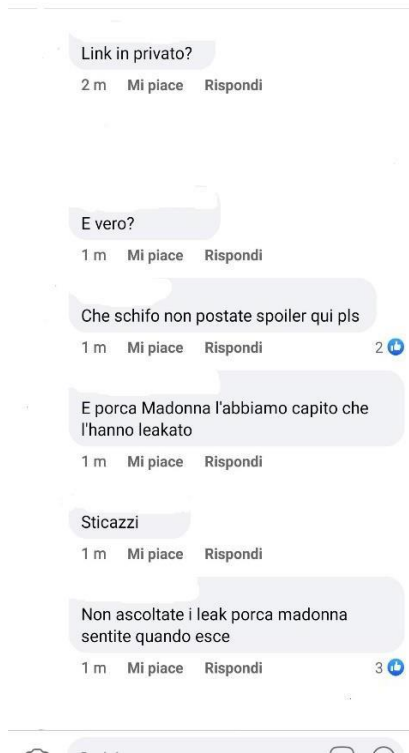 Link in privato?
2 m Mi piace Rispondi
E vero?
1 m Mi piace Rispondi
Che schifo non postate spoiler qui pls
1 m Mi piace Rispondi 2
E porca Madonna l'abbiamo capito che
l'hanno leakato
1 m Mi piace Rispondi
Sticazzi
1 m Mi piace Rispondi
Non ascoltate i leak porca madonna
sentite quando esce
1 m Mi piace Rispondi 3